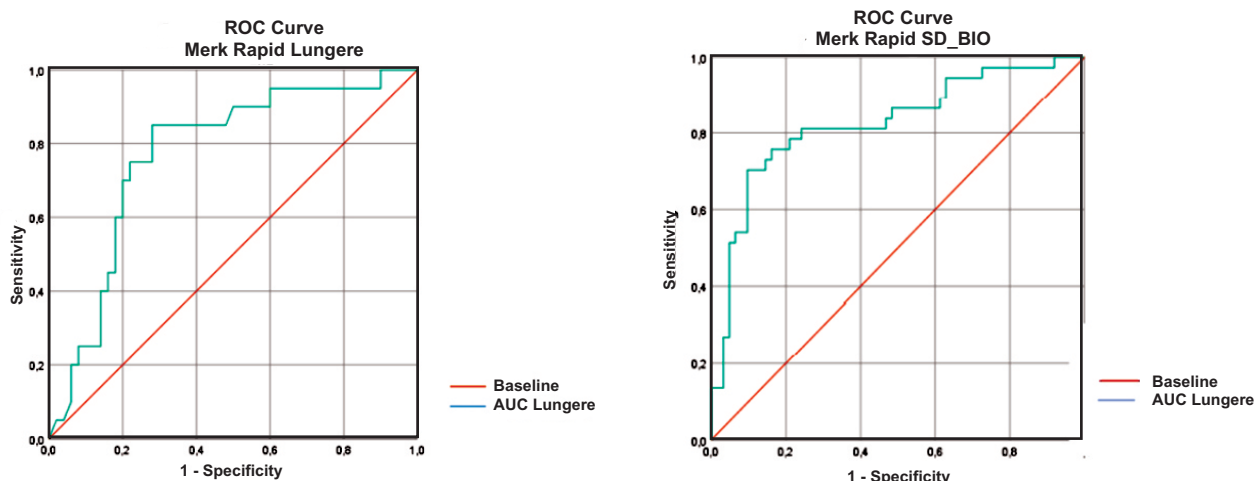 ROC Curve
Merk Rapid Lungere
1,0
0,8
0,6
0,4
0,2
0,0
Sensitivity
0,0 0,2 0,4 0,6 0,8 1,0
1 - Specificity
Baseline
AUC Lungere
ROC Curve
Merk Rapid SD_BIO
1,0
0,8
0,6
0,4
0,2
0,0
Sensitivity
0,0 0,2 0,4 0,6 0,8
1 - Specificity
Baseline
AUC Lungere